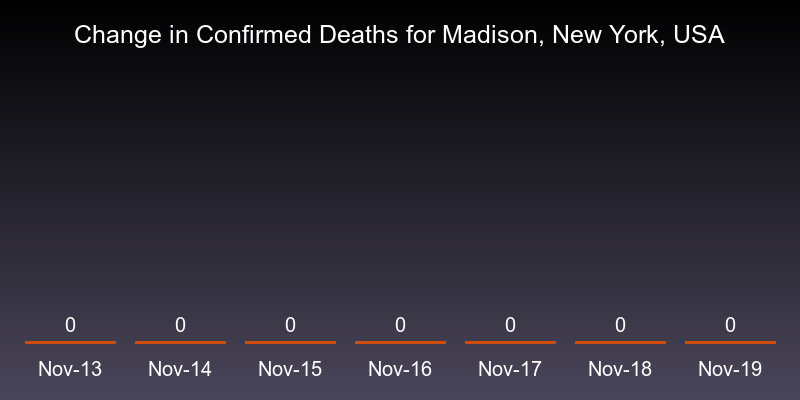 Change in Confirmed Deaths for Madison, New York, USA
0 0 0 0 0 0 0
Nov-13 Nov-14 Nov-15 Nov-16 Nov-17 Nov-18 Nov-19